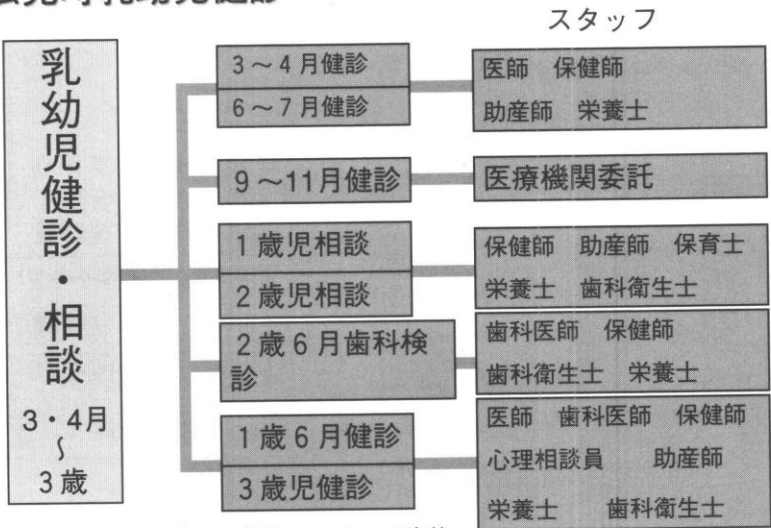 乳幼児健診
スタッフ
乳幼児健診・相談
3・4月
～
3歳
3～4月健診
6～7月健診
医師 保健師
助産師 栄養士
9～11月健診
医療機関委託
1歳児相談
2歳児相談
保健師 助産師 保育士
栄養士 歯科衛生士
2歳6月歯科検
診
歯科医師 保健師
歯科衛生士 栄養士
1歳6月健診
3歳児健診
医師 歯科医師 保健師
心理相談員 助産師
栄養士 歯科衛生士